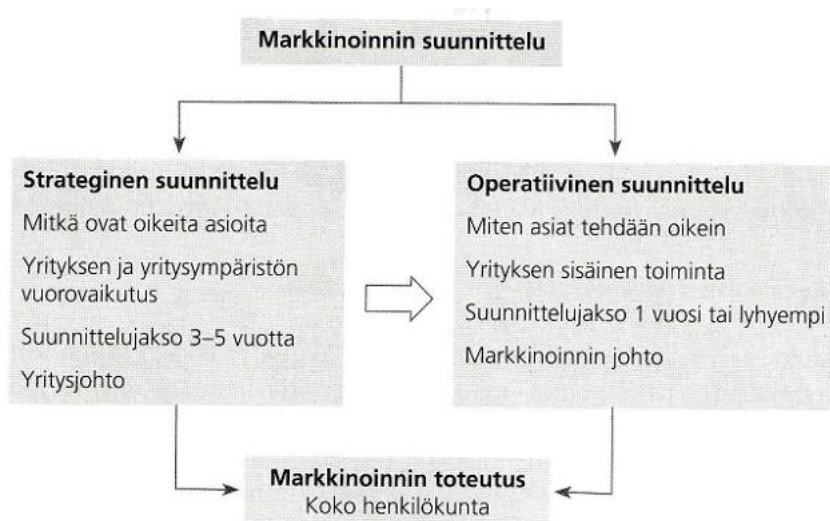 Markkinoinnin suunnittelu
Strateginen suunnittelu
Mitkä ovat oikeita asioita
Yrityksen ja yritysympäristön
vuorovaikutus
Suunnittelujakso 3–5 vuotta
Yritysjohto
Operatiivinen suunnittelu
Miten asiat tehdään oikein
Yrityksen sisäinen toiminta
Suunnittelujakso 1 vuosi tai lyhyempi
Markkinoinnin johto
Markkinoinnin toteutus
Koko henkilökunta